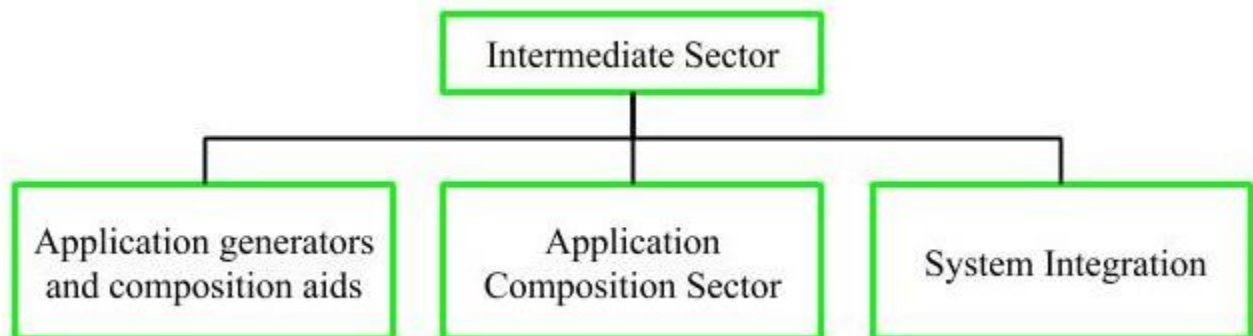 Intermediate Sector
Application generators
and composition aids
Application
Composition Sector
System Integration